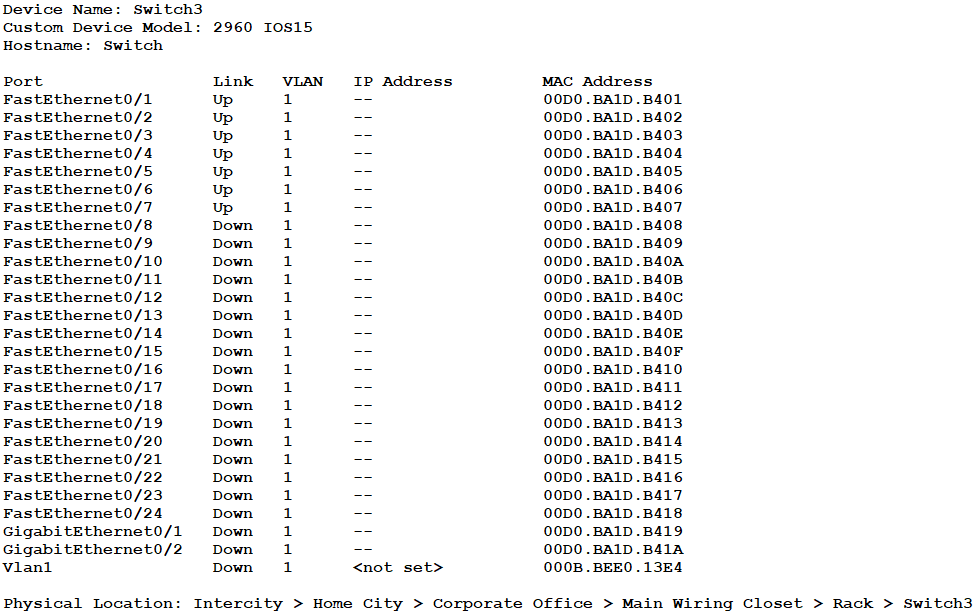 Device Name: Switch3
Custom Device Model: 2960 IOS15
Hostname: Switch

Port Link VLAN IP Address MAC Address
FastEthernet0/1 Up 1 -- 00D0.BA1D.B401
FastEthernet0/2 Up 1 -- 00D0.BA1D.B402
FastEthernet0/3 Up 1 -- 00D0.BA1D.B403
FastEthernet0/4 Up 1 -- 00D0.BA1D.B404
FastEthernet0/5 Up 1 -- 00D0.BA1D.B405
FastEthernet0/6 Up 1 -- 00D0.BA1D.B406
FastEthernet0/7 Up 1 -- 00D0.BA1D.B407
FastEthernet0/8 Down 1 -- 00D0.BA1D.B408
FastEthernet0/9 Down 1 -- 00D0.BA1D.B409
FastEthernet0/10 Down 1 -- 00D0.BA1D.B40A
FastEthernet0/11 Down 1 -- 00D0.BA1D.B40B
FastEthernet0/12 Down 1 -- 00D0.BA1D.B40C
FastEthernet0/13 Down 1 -- 00D0.BA1D.B40D
FastEthernet0/14 Down 1 -- 00D0.BA1D.B40E
FastEthernet0/15 Down 1 -- 00D0.BA1D.B40F
FastEthernet0/16 Down 1 -- 00D0.BA1D.B410
FastEthernet0/17 Down 1 -- 00D0.BA1D.B411
FastEthernet0/18 Down 1 -- 00D0.BA1D.B412
FastEthernet0/19 Down 1 -- 00D0.BA1D.B413
FastEthernet0/20 Down 1 -- 00D0.BA1D.B414
FastEthernet0/21 Down 1 -- 00D0.BA1D.B415
FastEthernet0/22 Down 1 -- 00D0.BA1D.B416
FastEthernet0/23 Down 1 -- 00D0.BA1D.B417
FastEthernet0/24 Down 1 -- 00D0.BA1D.B418
GigabitEthernet0/1 Down 1 -- 00D0.BA1D.B419
GigabitEthernet0/2 Down 1 -- 00D0.BA1D.B41A
Vlan1 Down 1 <not set> 000B.BEE0.13E4

Physical Location: Intercity > Home City > Corporate Office > Main Wiring Closet > Rack > Switch3